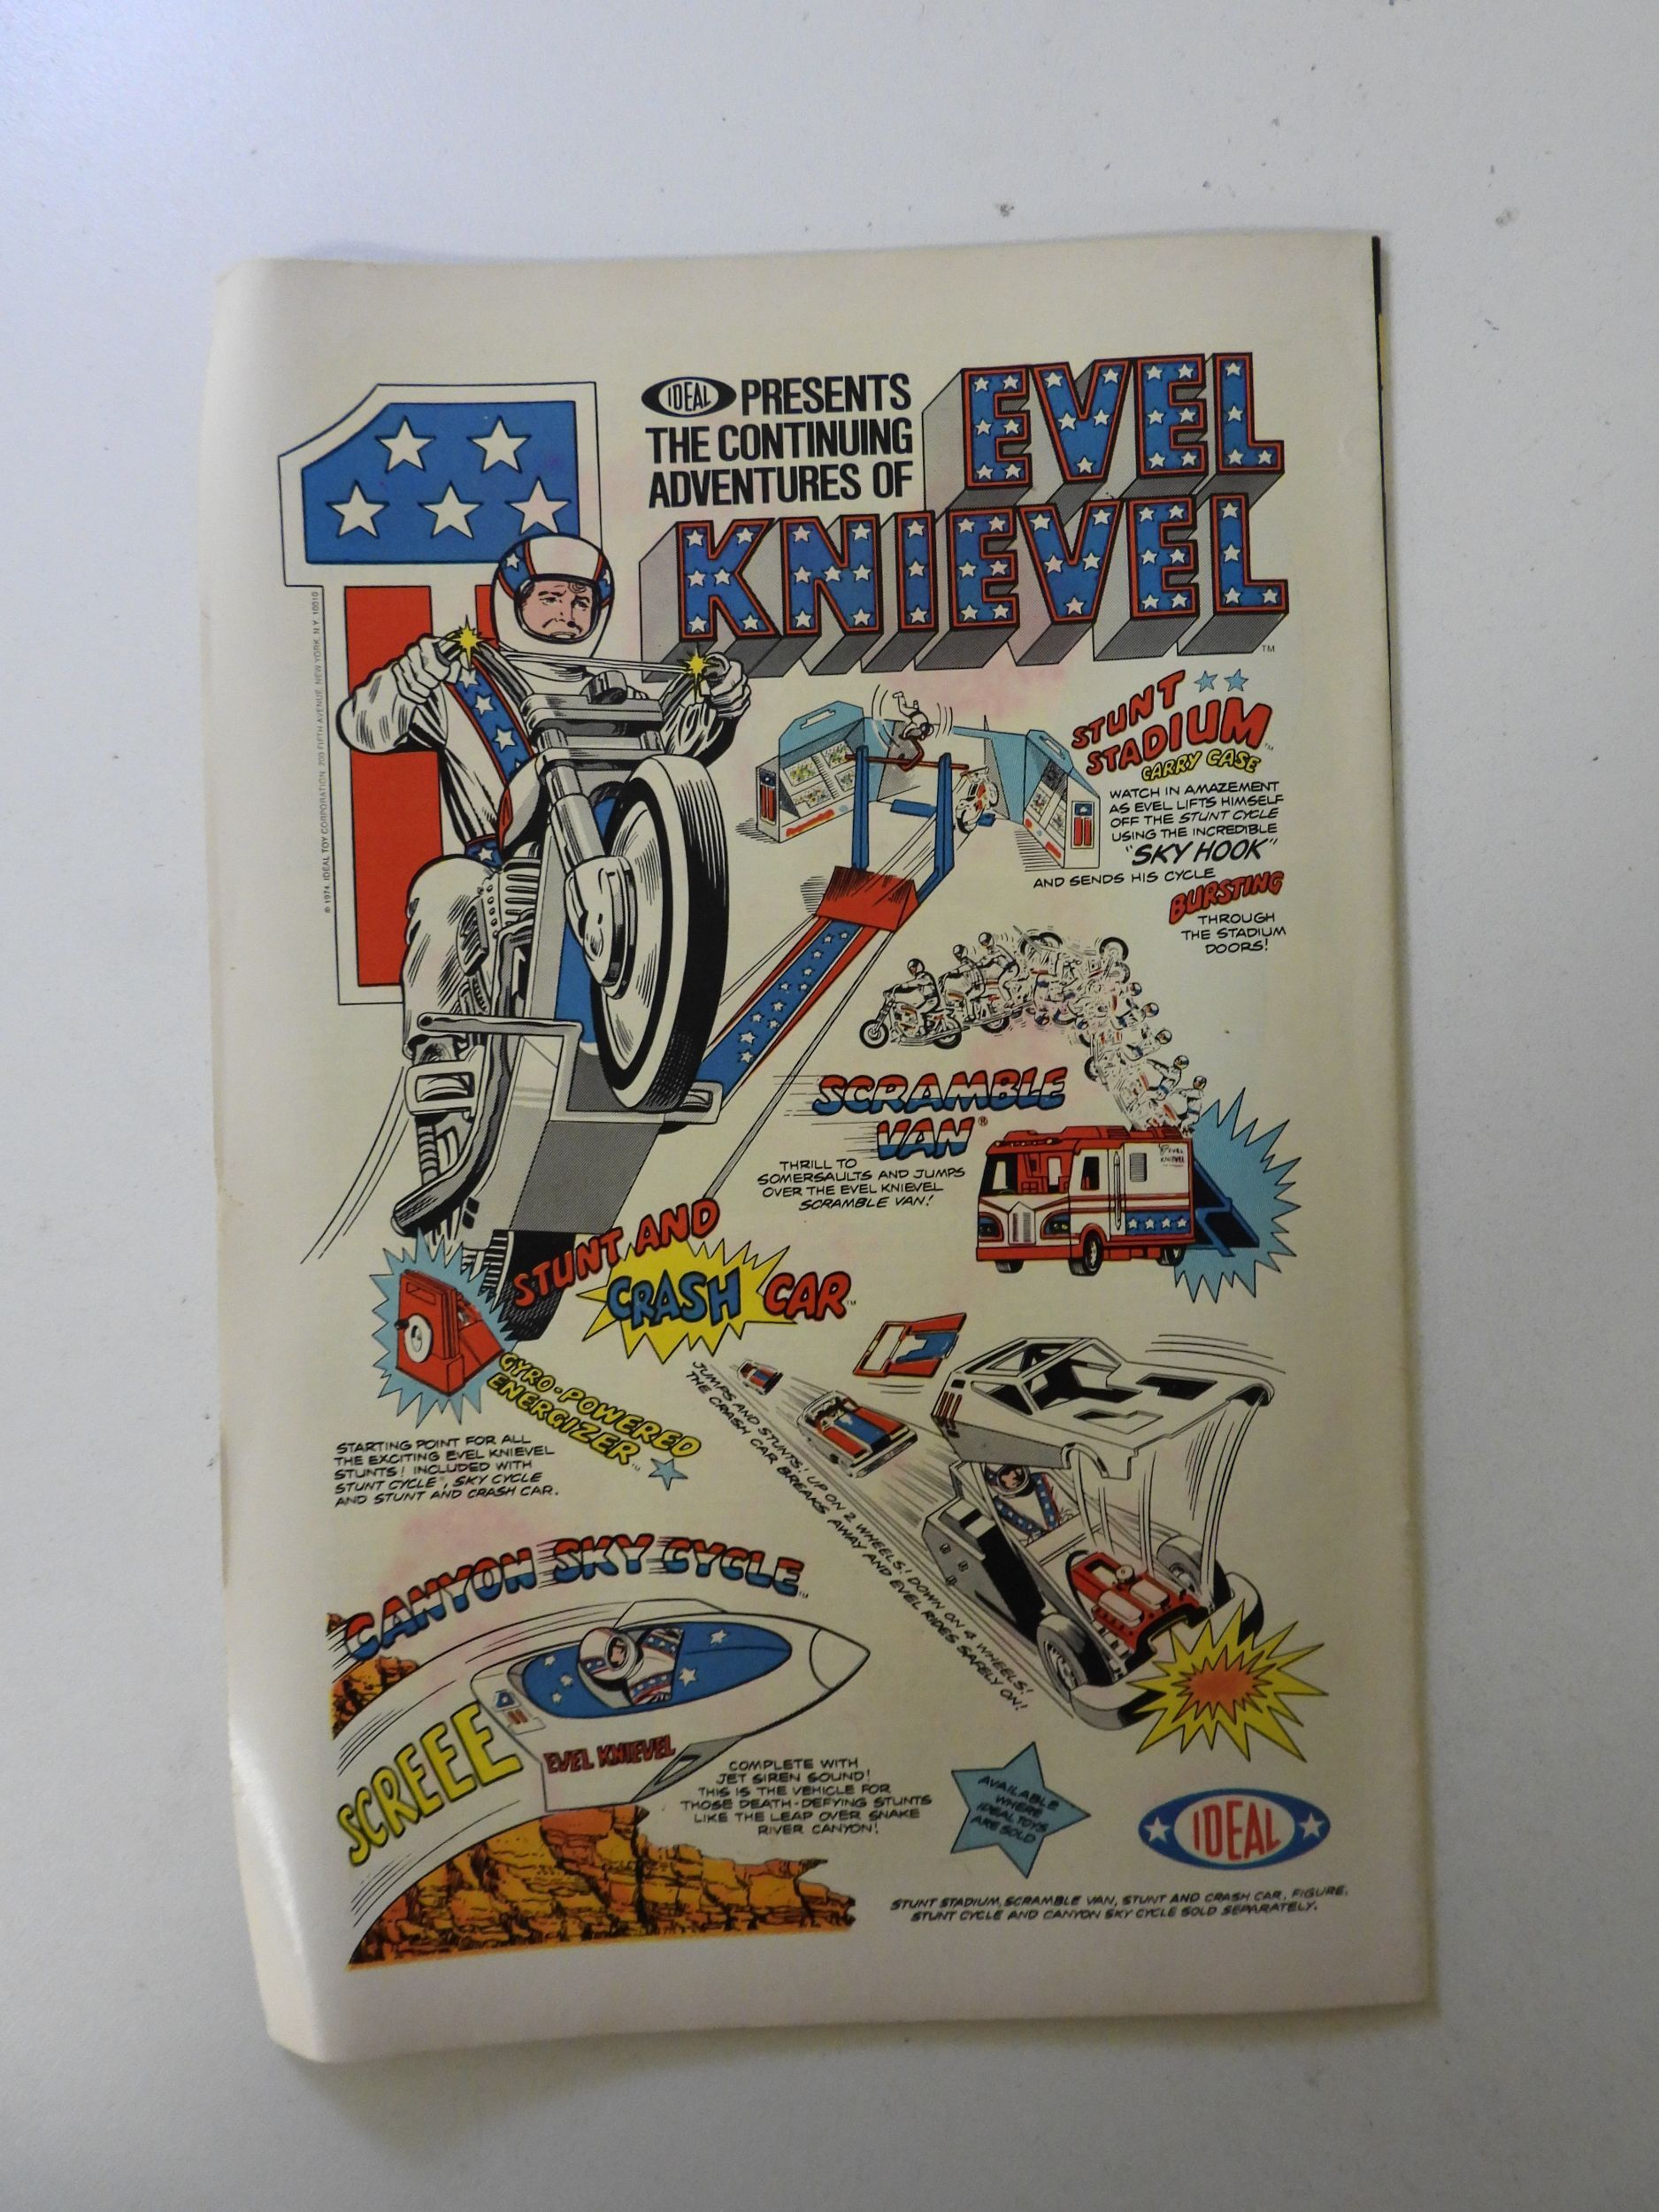 IDEAL PRESENTS
THE CONTINUING
ADVENTURES OF
EVEL
KNIEVEL™
© 1974, IDEAL TOY CORPORATION, 200 FIFTH AVENUE, NEW YORK, N.Y. 10010
STUNT
STADIUM™
CARRY CASE
WATCH IN AMAZEMENT
AS EVEL LIFTS HIMSELF
OFF THE STUNT CYCLE
USING THE INCREDIBLE
"SKY HOOK"
AND SENDS HIS CYCLE
BURSTING
THROUGH
THE STADIUM
DOORS!
SCRAMBLE
VAN®
THRILL TO
SOMERSAULTS AND JUMPS
OVER THE EVEL KNIEVEL
SCRAMBLE VAN!
EVEL
KNIEVEL
STUNT AND
CRASH CAR™
JUMPS AND STUNTS! UP ON 2 WHEELS! DOWN ON 4 WHEELS!
THE CRASH CAR BREAKS AWAY AND EVEL RIDES SAFELY ON!
GYRO-POWERED
ENERGIZER™
STARTING POINT FOR ALL
THE EXCITING EVEL KNIEVEL
STUNTS! INCLUDED WITH
STUNT CYCLE, SKY CYCLE
AND STUNT AND CRASH CAR.
CANYON SKY CYCLE™
SCREEE
EVEL KNIEVEL
COMPLETE WITH
JET SIREN SOUND!
THIS IS THE VEHICLE FOR
THOSE DEATH-DEFYING STUNTS
LIKE THE LEAP OVER SNAKE
RIVER CANYON!
AVAILABLE
WHERE
IDEAL TOYS
ARE SOLD
IDEAL
STUNT STADIUM, SCRAMBLE VAN, STUNT AND CRASH CAR, FIGURE,
STUNT CYCLE AND CANYON SKY CYCLE SOLD SEPARATELY.